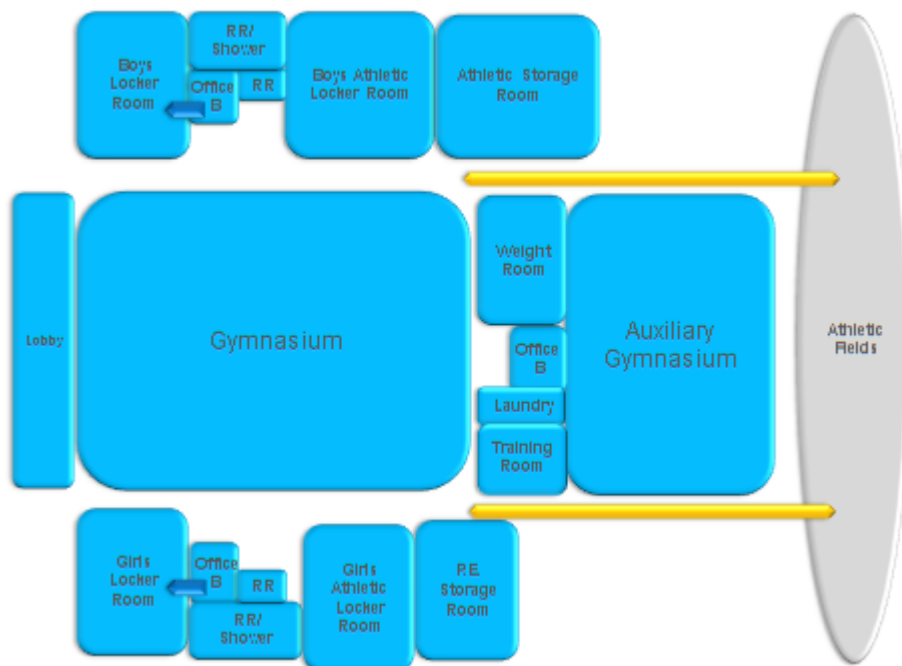 RR/
Shower
Boys
Locker
Room
Office
B
RR
Boys Athletic
Locker Room
Athletic Storage
Room
Lobby
Gymnasium
Weight
Room
Office
B
Laundry
Training
Room
Auxiliary
Gymnasium
Athletic
Fields
Girls
Locker
Room
Office
B
RR
RR/
Shower
Girls
Athletic
Locker
Room
P.E.
Storage
Room